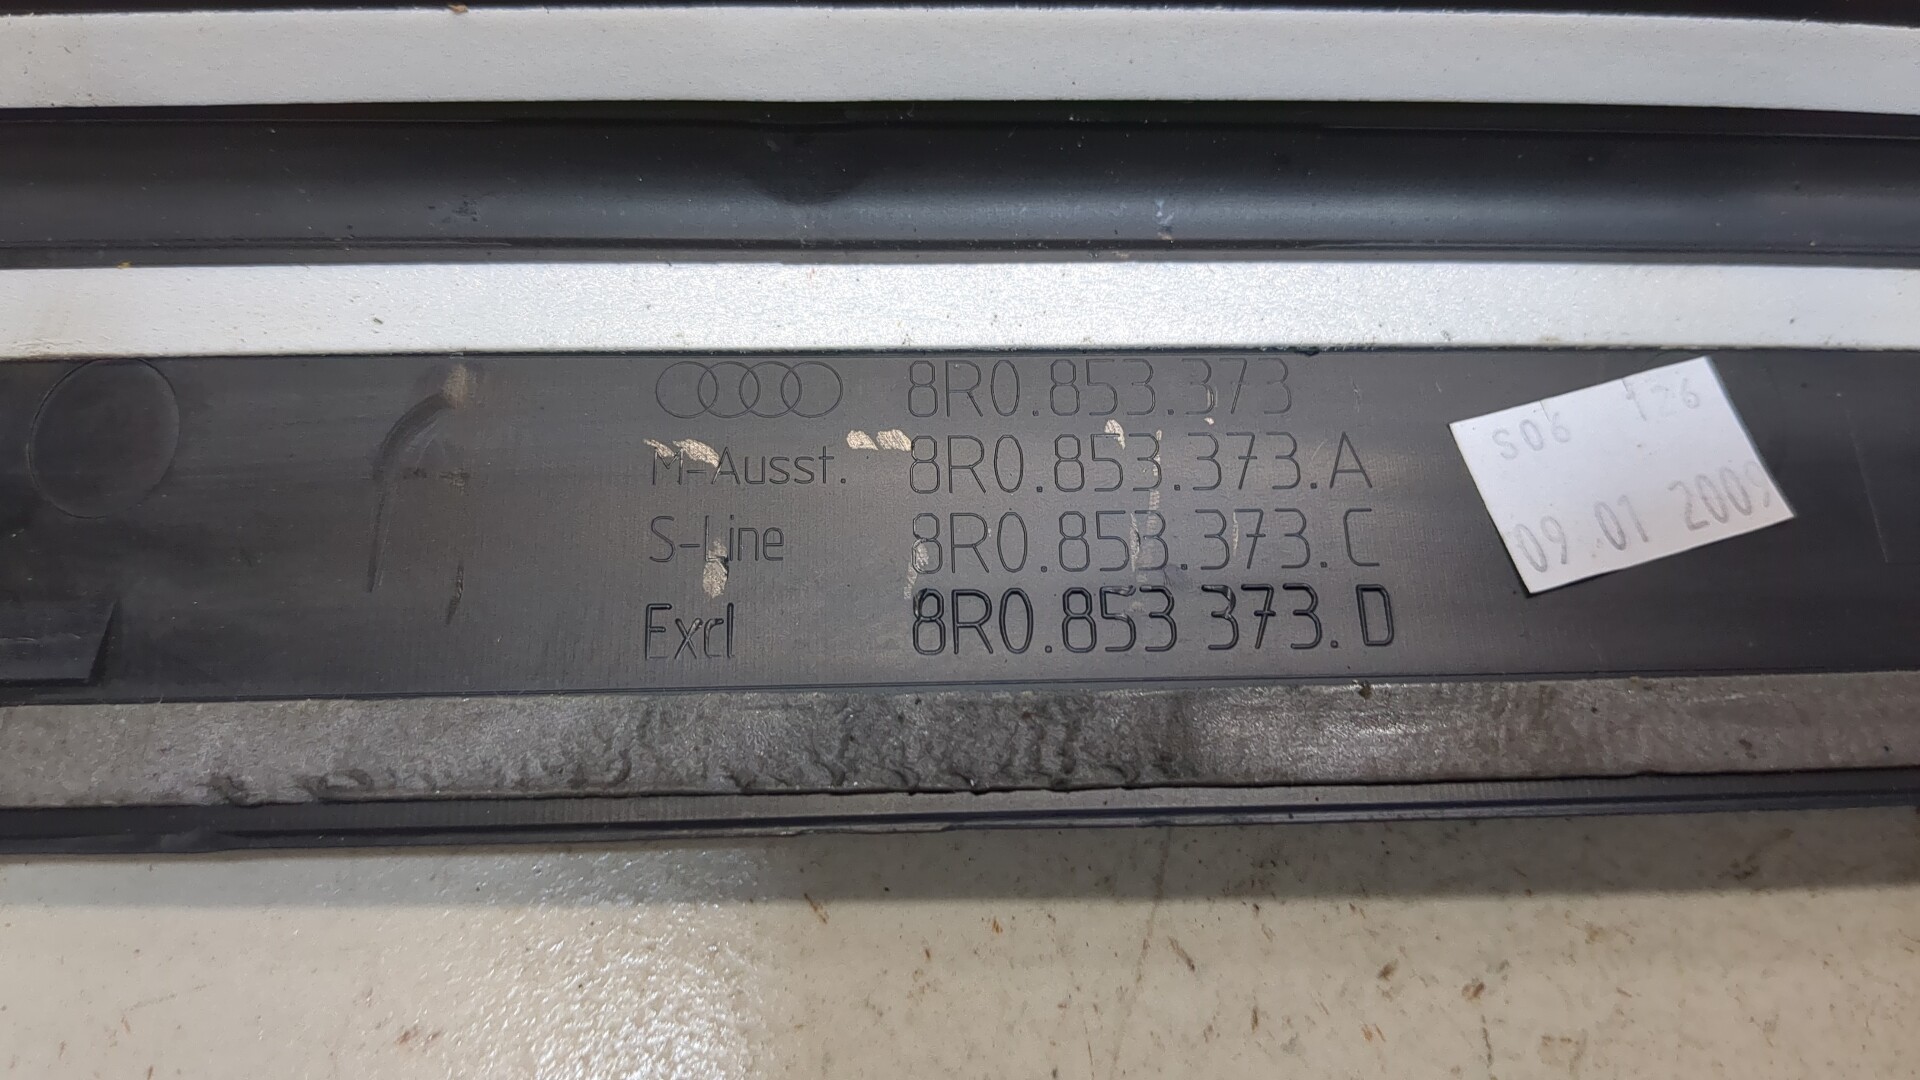 8R0.853.373
M-Ausst. 8R0.853.373.A
S-Line 8R0.853.373.C
Excl 8R0.853 373.D
S06 126
09 01 2009